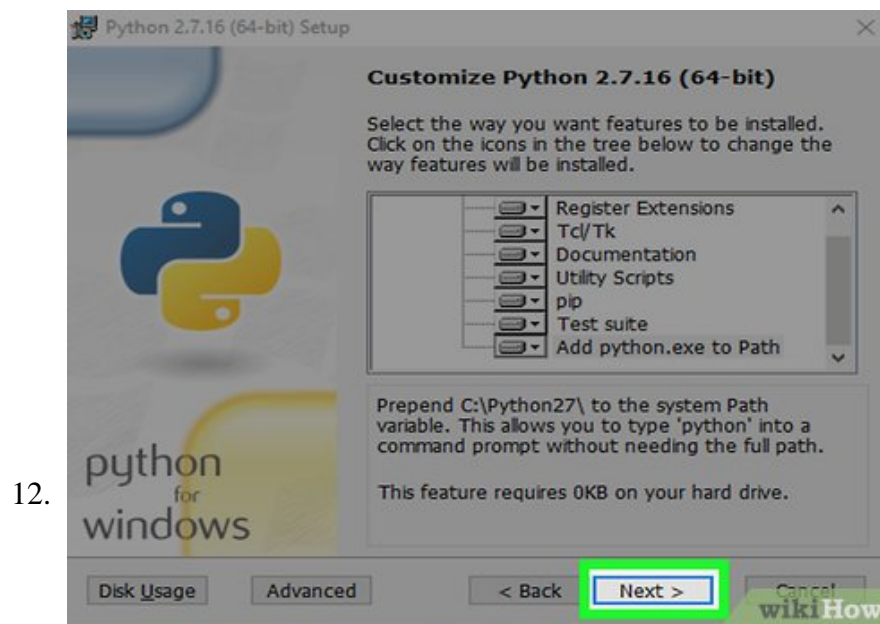 Python 2.7.16 (64-bit) Setup
Customize Python 2.7.16 (64-bit)
Select the way you want features to be installed.
Click on the icons in the tree below to change the
way features will be installed.
Register Extensions
Tcl/Tk
Documentation
Utility Scripts
pip
Test suite
Add python.exe to Path
Prepend C:\Python27\ to the system Path
variable. This allows you to type 'python' into a
command prompt without needing the full path.
This feature requires 0KB on your hard drive.
python
for
windows
12.
Disk Usage Advanced < Back Next > Cancel
wikiHow